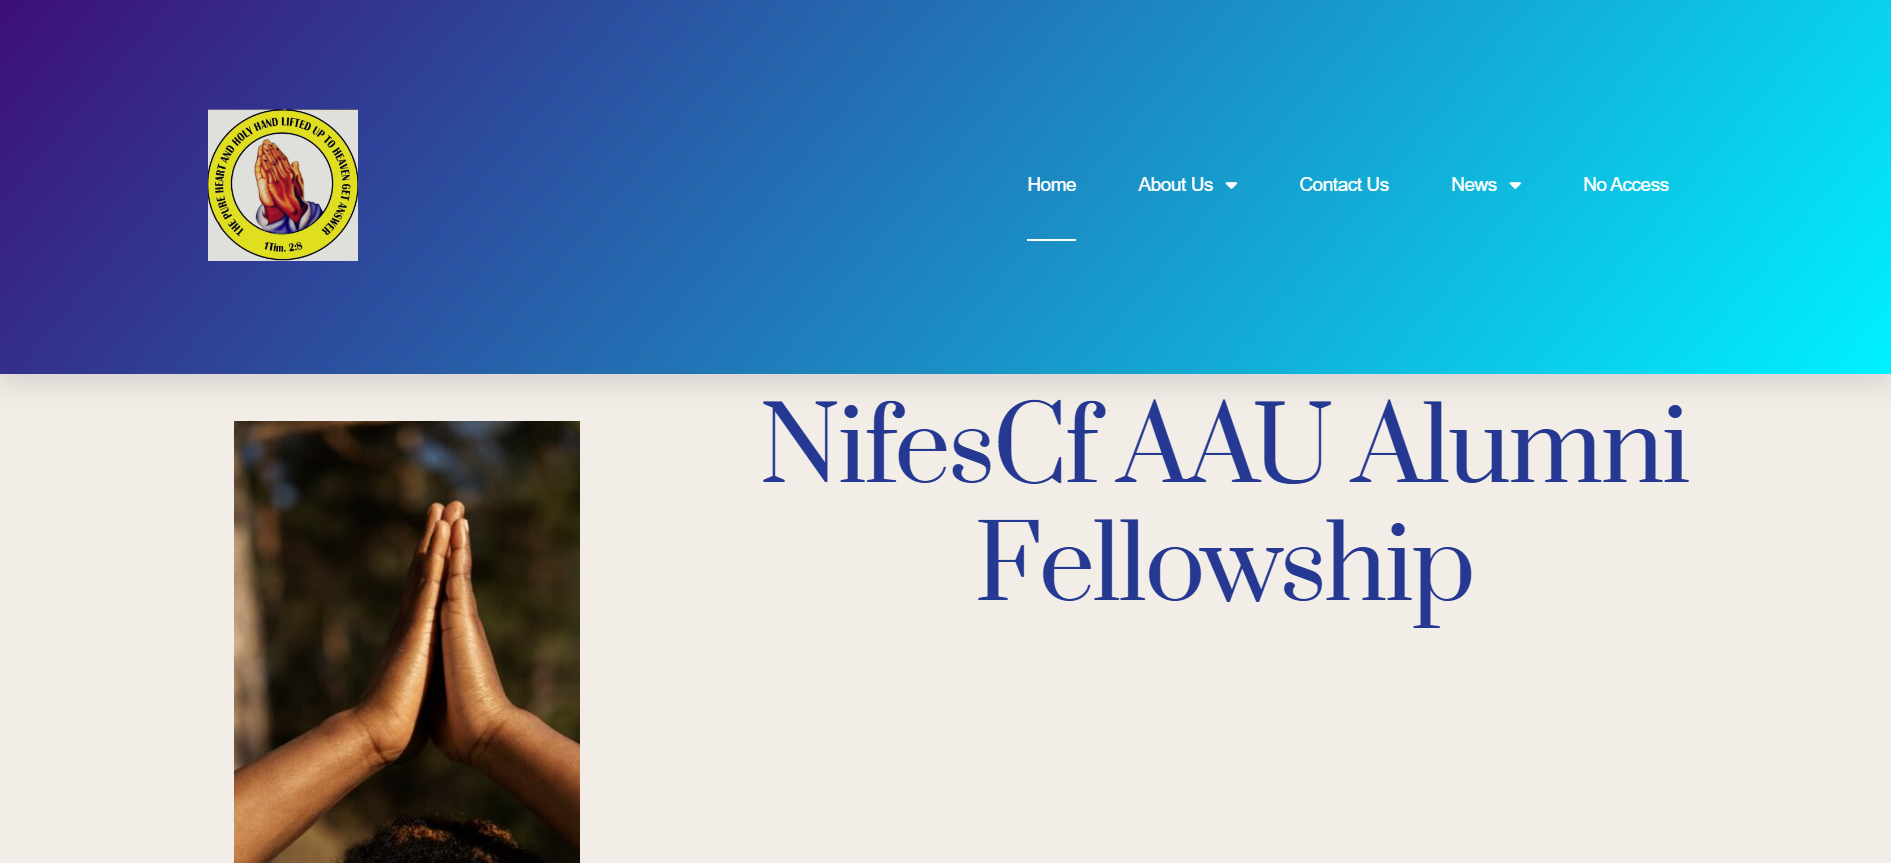 THE PURE HEART AND HOLY HAND LIFTED UP TO HEAVEN GET ANSWER
1Tim. 2:8
Home About Us Contact Us News No Access
NifesCf AAU Alumni
Fellowship